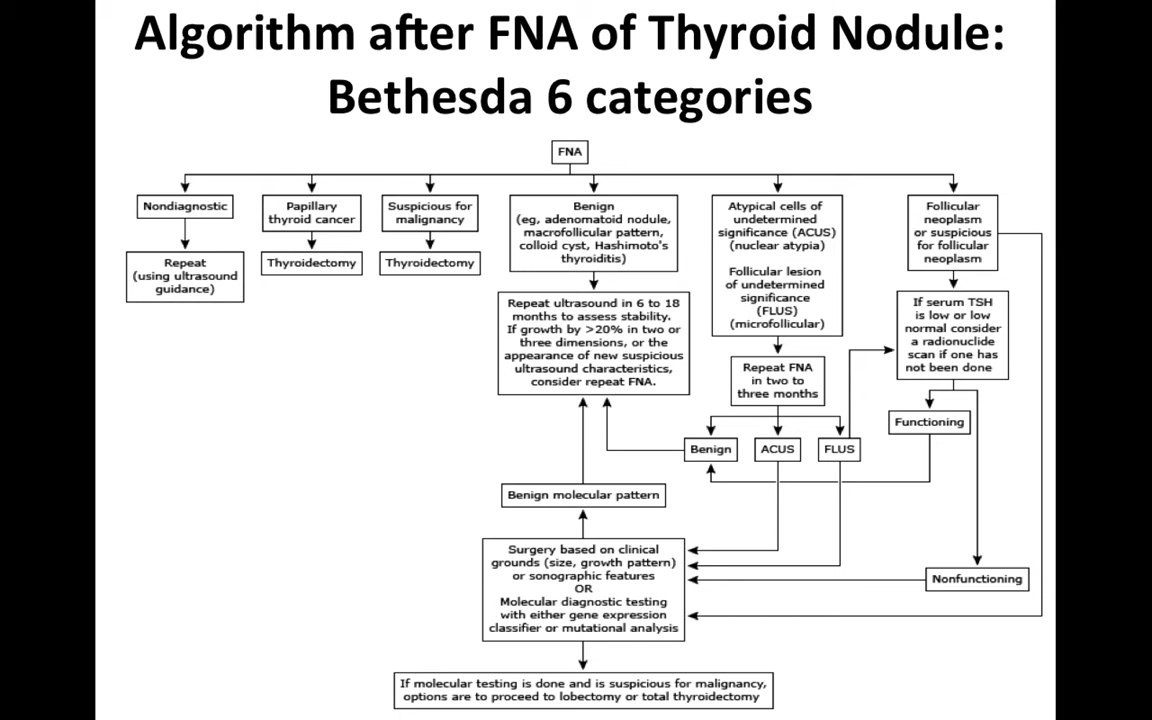 Algorithm after FNA of Thyroid Nodule:
Bethesda 6 categories
FNA
Nondiagnostic
Repeat
(using ultrasound
guidance)
Papillary
thyroid cancer
Thyroidectomy
Suspicious for
malignancy
Thyroidectomy
Benign
(eg, adenomatoid nodule,
macrofollicular pattern,
colloid cyst, Hashimoto's
thyroiditis)
Repeat ultrasound in 6 to 18
months to assess stability.
If growth by >20% in two or
three dimensions, or the
appearance of new suspicious
ultrasound characteristics,
consider repeat FNA.
Atypical cells of
undetermined
significance (ACUS)
(nuclear atypia)
Follicular lesion
of undetermined
significance
(FLUS)
(microfollicular)
Repeat FNA
in two to
three months
Follicular
neoplasm
or suspicious
for follicular
neoplasm
If serum TSH
is low or low
normal consider
a radionuclide
scan if one has
not been done
Functioning
Benign
ACUS
FLUS
Benign molecular pattern
Surgery based on clinical
grounds (size, growth pattern)
or sonographic features
OR
Molecular diagnostic testing
with either gene expression
classifier or mutational analysis
Nonfunctioning
If molecular testing is done and is suspicious for malignancy,
options are to proceed to lobectomy or total thyroidectomy